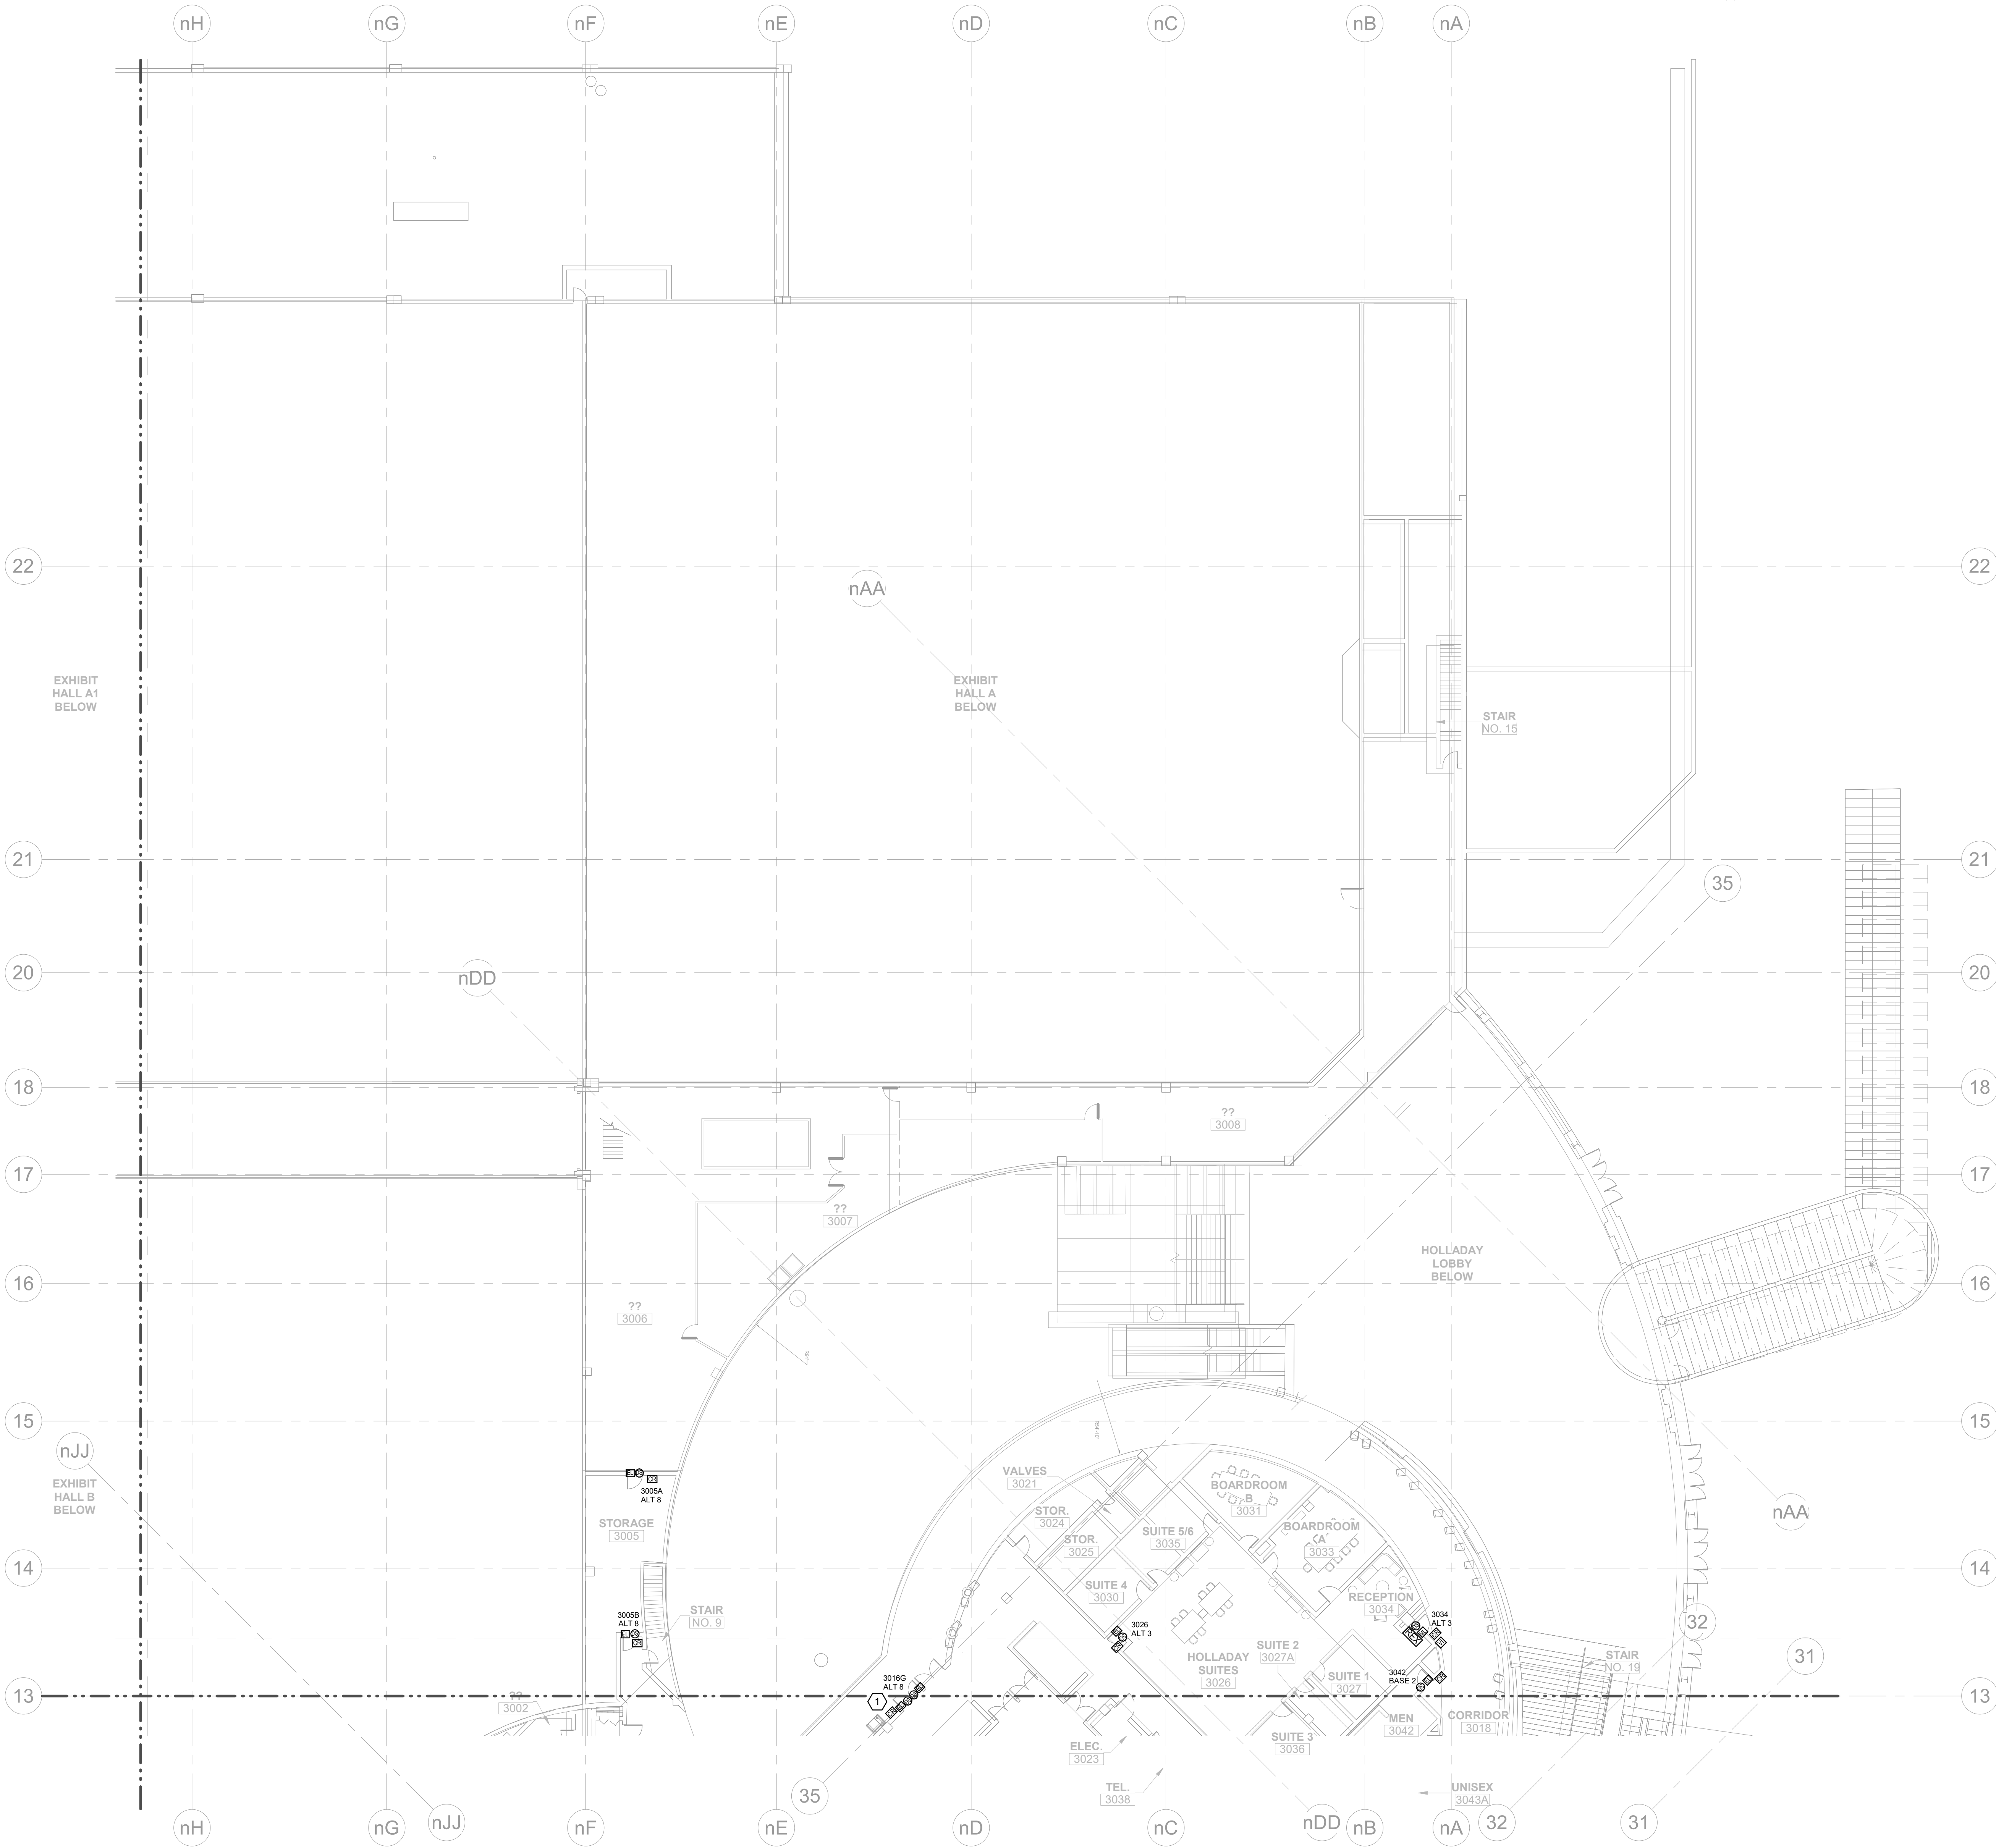 nH nG nF nE nD nC nB nA
22 22
nAA
EXHIBIT
HALL A1
BELOW
EXHIBIT
HALL A
BELOW
STAIR
NO. 15
21 21
35
20 20
nDD
18 18
??
3008
17 17
??
3007
HOLLADAY
LOBBY
BELOW
16 16
??
3006
15 15
nJJ
EXHIBIT
HALL B
BELOW
VALVES
3021
BOARDROOM
B
3031
3005A
ALT 8
nAA
STORAGE
3005
STOR.
3024
STOR.
3025
SUITE 5/6
3035
BOARDROOM
A
3033
14 14
SUITE 4
3030
RECEPTION
3034
3005B
ALT 8
STAIR
NO. 9
3026
ALT 3
3034
ALT 3
32
HOLLADAY
SUITES
3026
SUITE 2
3027A
SUITE 1
3027
STAIR
NO. 19
31
3016G
ALT 8
1
3042
BASE 2
13 13
??
3002
MEN
3042
CORRIDOR
3018
SUITE 3
3036
ELEC.
3023
TEL.
3038
UNISEX
3043A
35
nH nG nJJ nF nE nD nC nDD nB nA 32 31